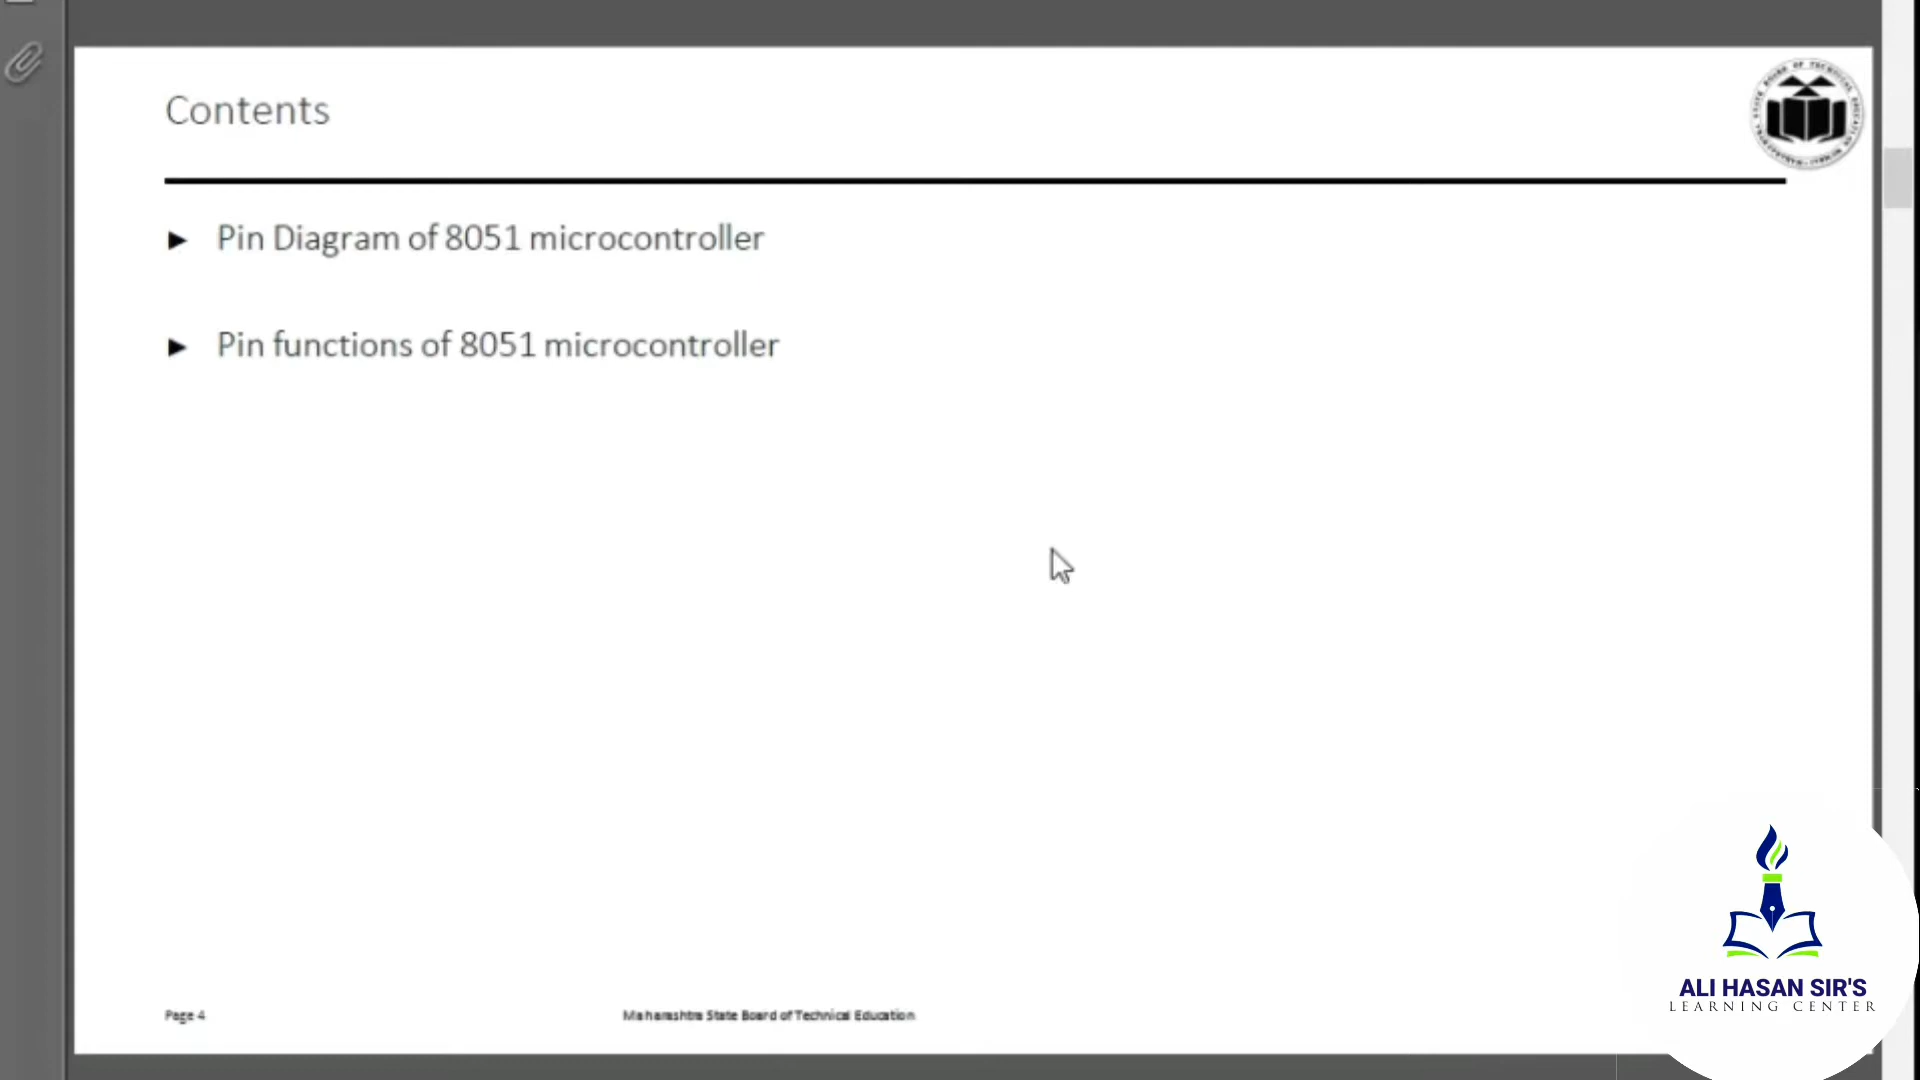 Contents
Pin Diagram of 8051 microcontroller
Pin functions of 8051 microcontroller
Page 4
Maharashtra State Board of Technical Education
ALI HASAN SIR'S
LEARNING CENTER